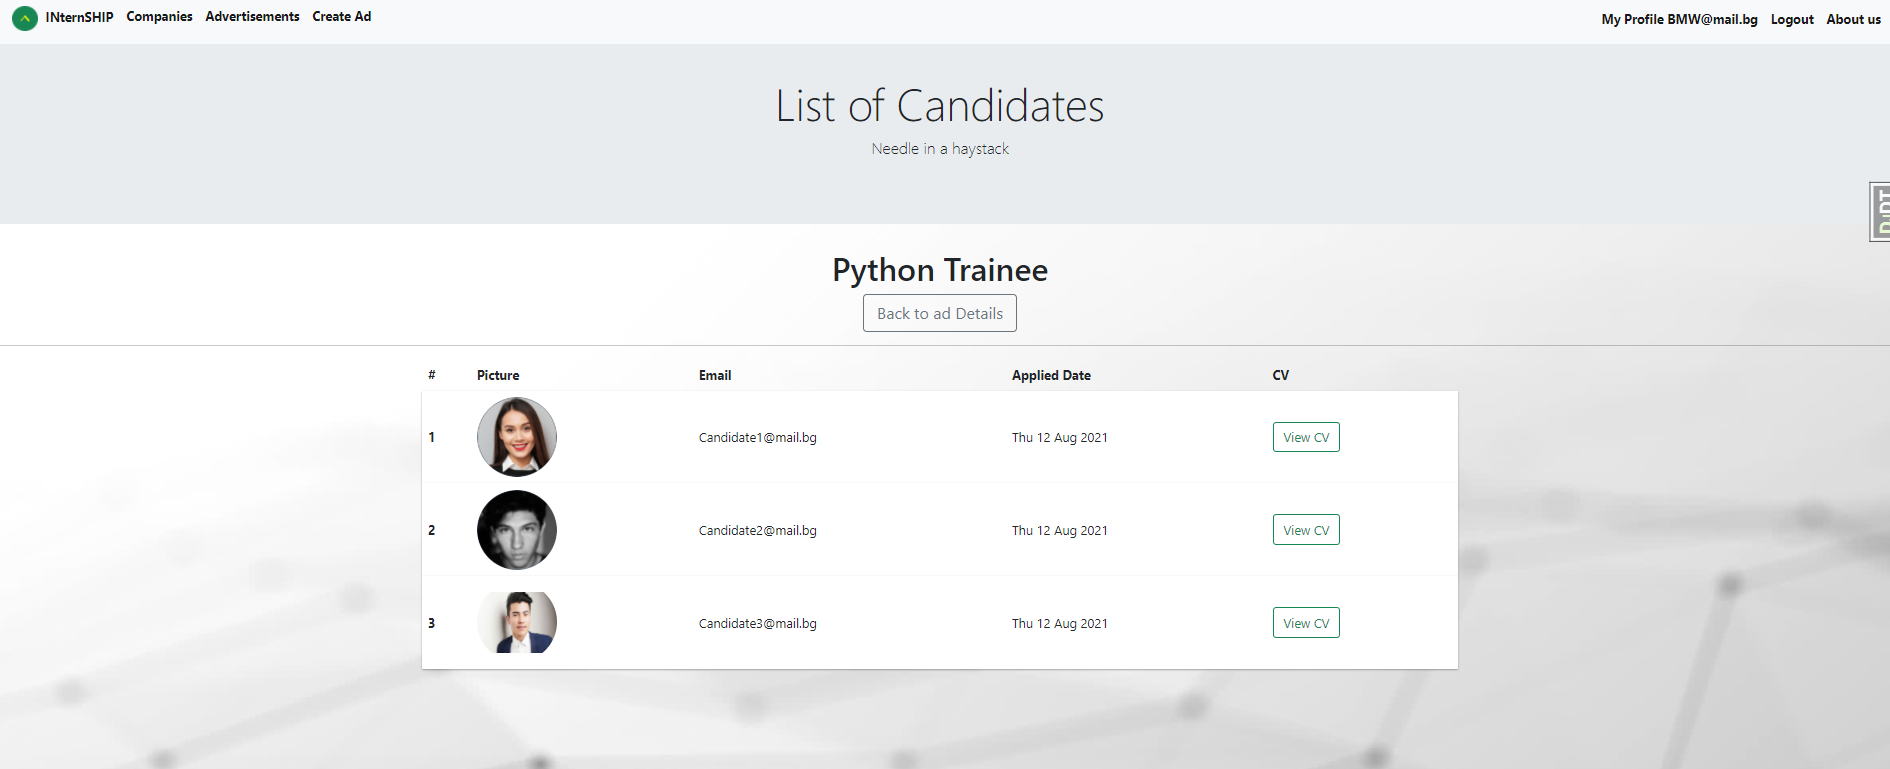 INternSHIP Companies Advertisements Create Ad My Profile BMW@mail.bg Logout About us
List of Candidates
Needle in a haystack
DjDT
Python Trainee
Back to ad Details
# Picture Email Applied Date CV
1 Candidate1@mail.bg Thu 12 Aug 2021 View CV
2 Candidate2@mail.bg Thu 12 Aug 2021 View CV
3 Candidate3@mail.bg Thu 12 Aug 2021 View CV